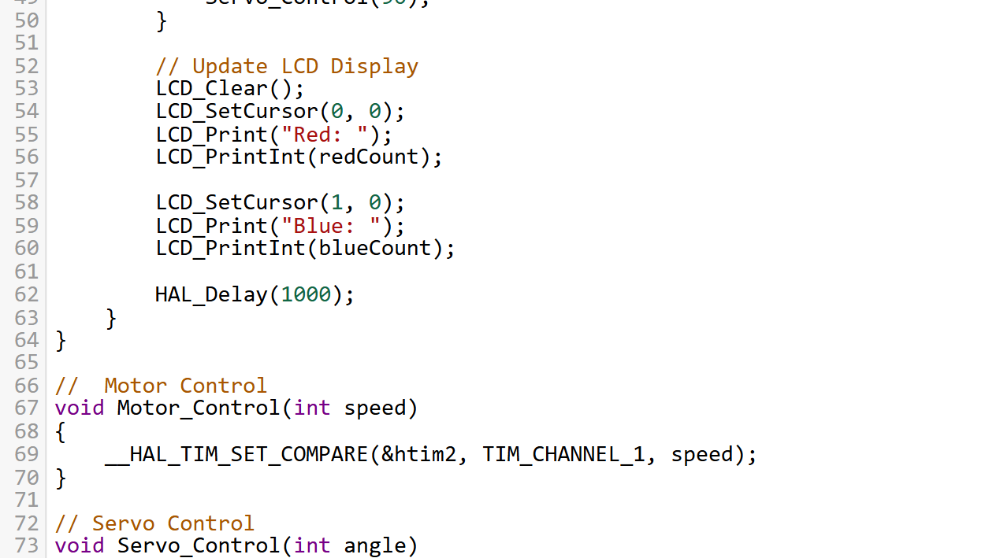 50         }
51
52         // Update LCD Display
53         LCD_Clear();
54         LCD_SetCursor(0, 0);
55         LCD_Print("Red: ");
56         LCD_PrintInt(redCount);
57
58         LCD_SetCursor(1, 0);
59         LCD_Print("Blue: ");
60         LCD_PrintInt(blueCount);
61
62         HAL_Delay(1000);
63     }
64 }
65
66 //  Motor Control
67 void Motor_Control(int speed)
68 {
69     __HAL_TIM_SET_COMPARE(&htim2, TIM_CHANNEL_1, speed);
70 }
71
72 // Servo Control
73 void Servo_Control(int angle)